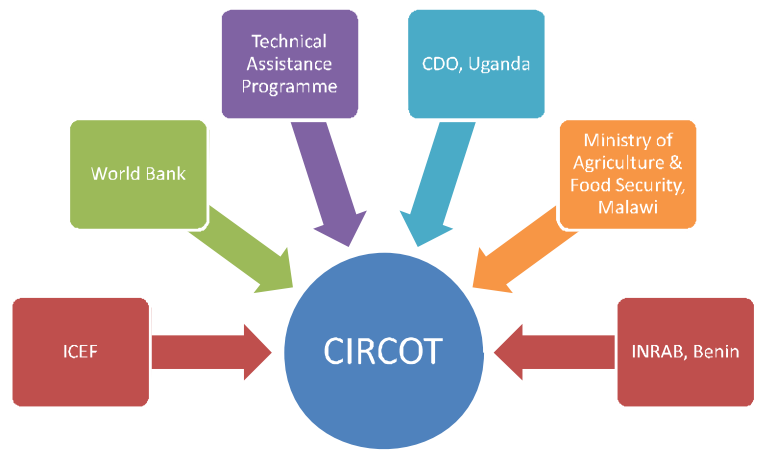 Technical
Assistance
Programme
CDO, Uganda
World Bank
Ministry of
Agriculture &
Food Security,
Malawi
ICEF
CIRCOT
INRAB, Benin